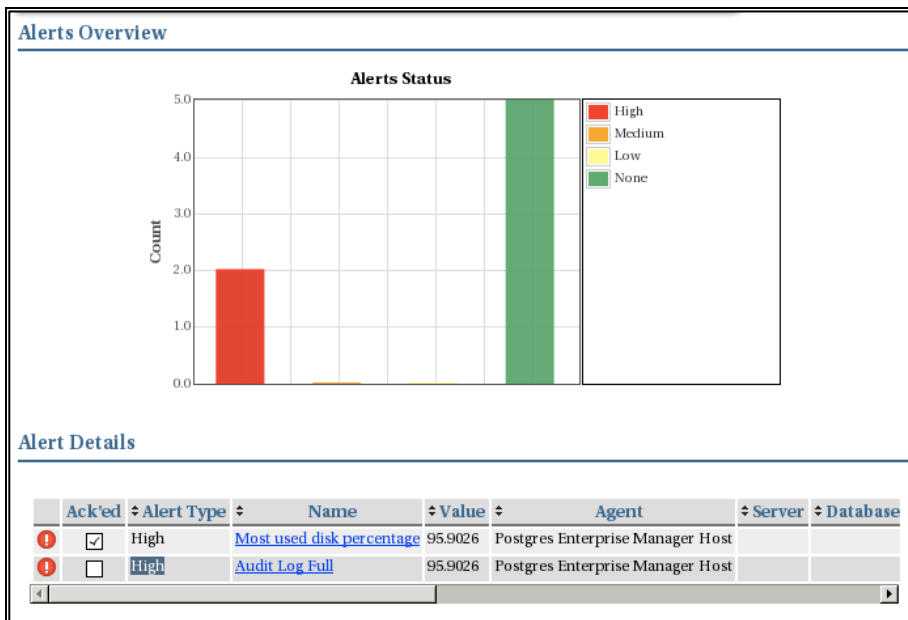 Alerts Overview
Alerts Status
5.0
4.0
3.0
2.0
1.0
0.0
Count
High
Medium
Low
None
Alert Details
Ack'ed Alert Type Name Value Agent Server Database
High Most used disk percentage 95.9026 Postgres Enterprise Manager Host
High Audit Log Full 95.9026 Postgres Enterprise Manager Host